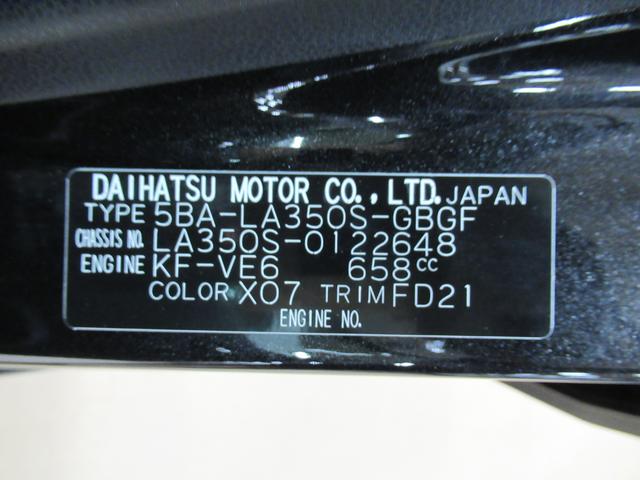 DAIHATSU MOTOR CO., LTD. JAPAN
TYPE 5BA-LA350S-GBGF
CHASSIS NO. LA350S-0122648
ENGINE KF-VE6 658cc
COLOR X07 TRIM FD21
ENGINE NO.